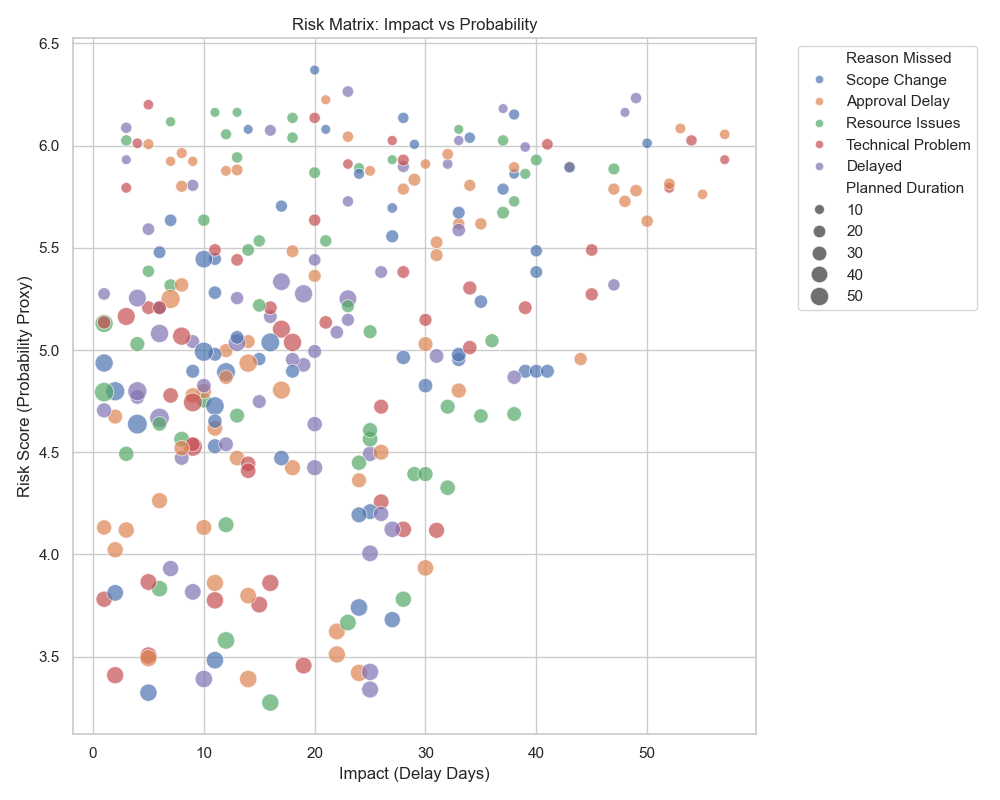 Risk Matrix: Impact vs Probability
Risk Score (Probability Proxy)
6.5
6.0
5.5
5.0
4.5
4.0
3.5
0 10 20 30 40 50
Impact (Delay Days)
Reason Missed
Scope Change
Approval Delay
Resource Issues
Technical Problem
Delayed
Planned Duration
10
20
30
40
50